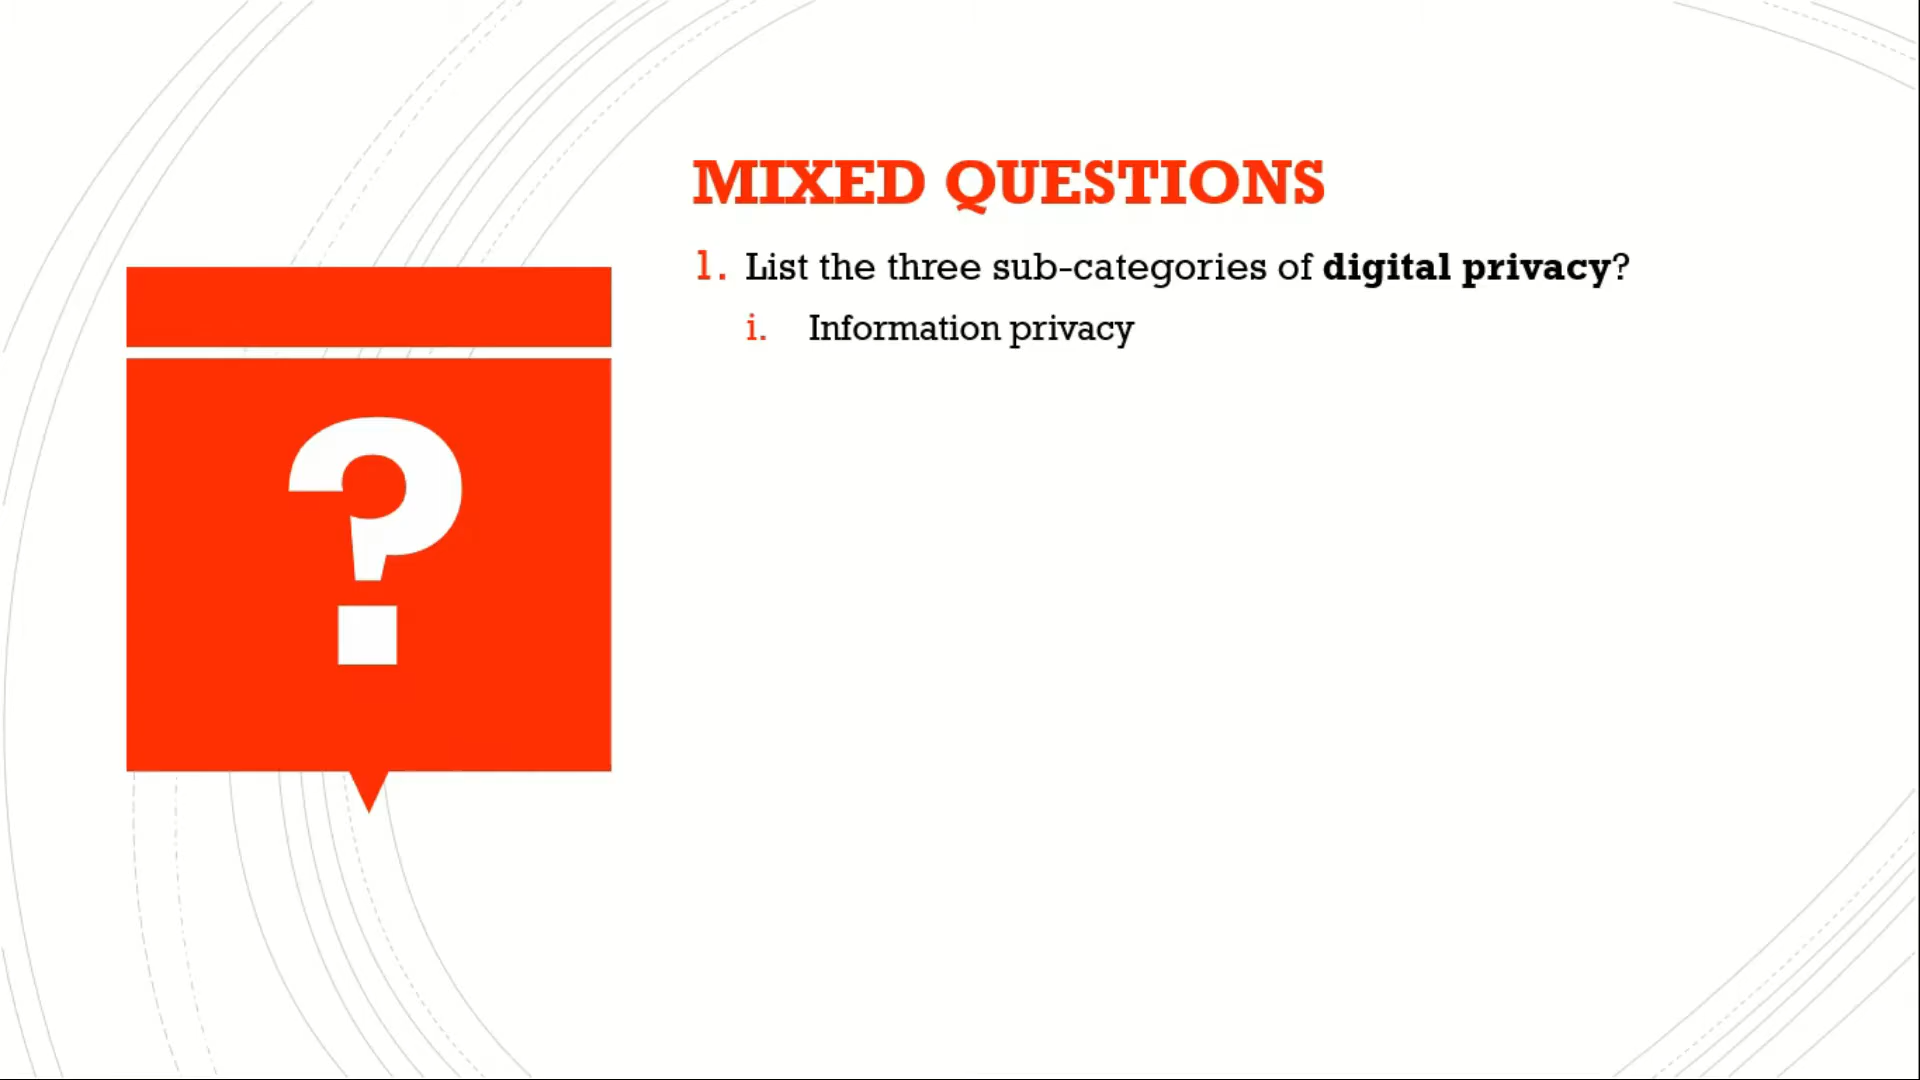 MIXED QUESTIONS
1. List the three sub-categories of digital privacy?
i. Information privacy
?